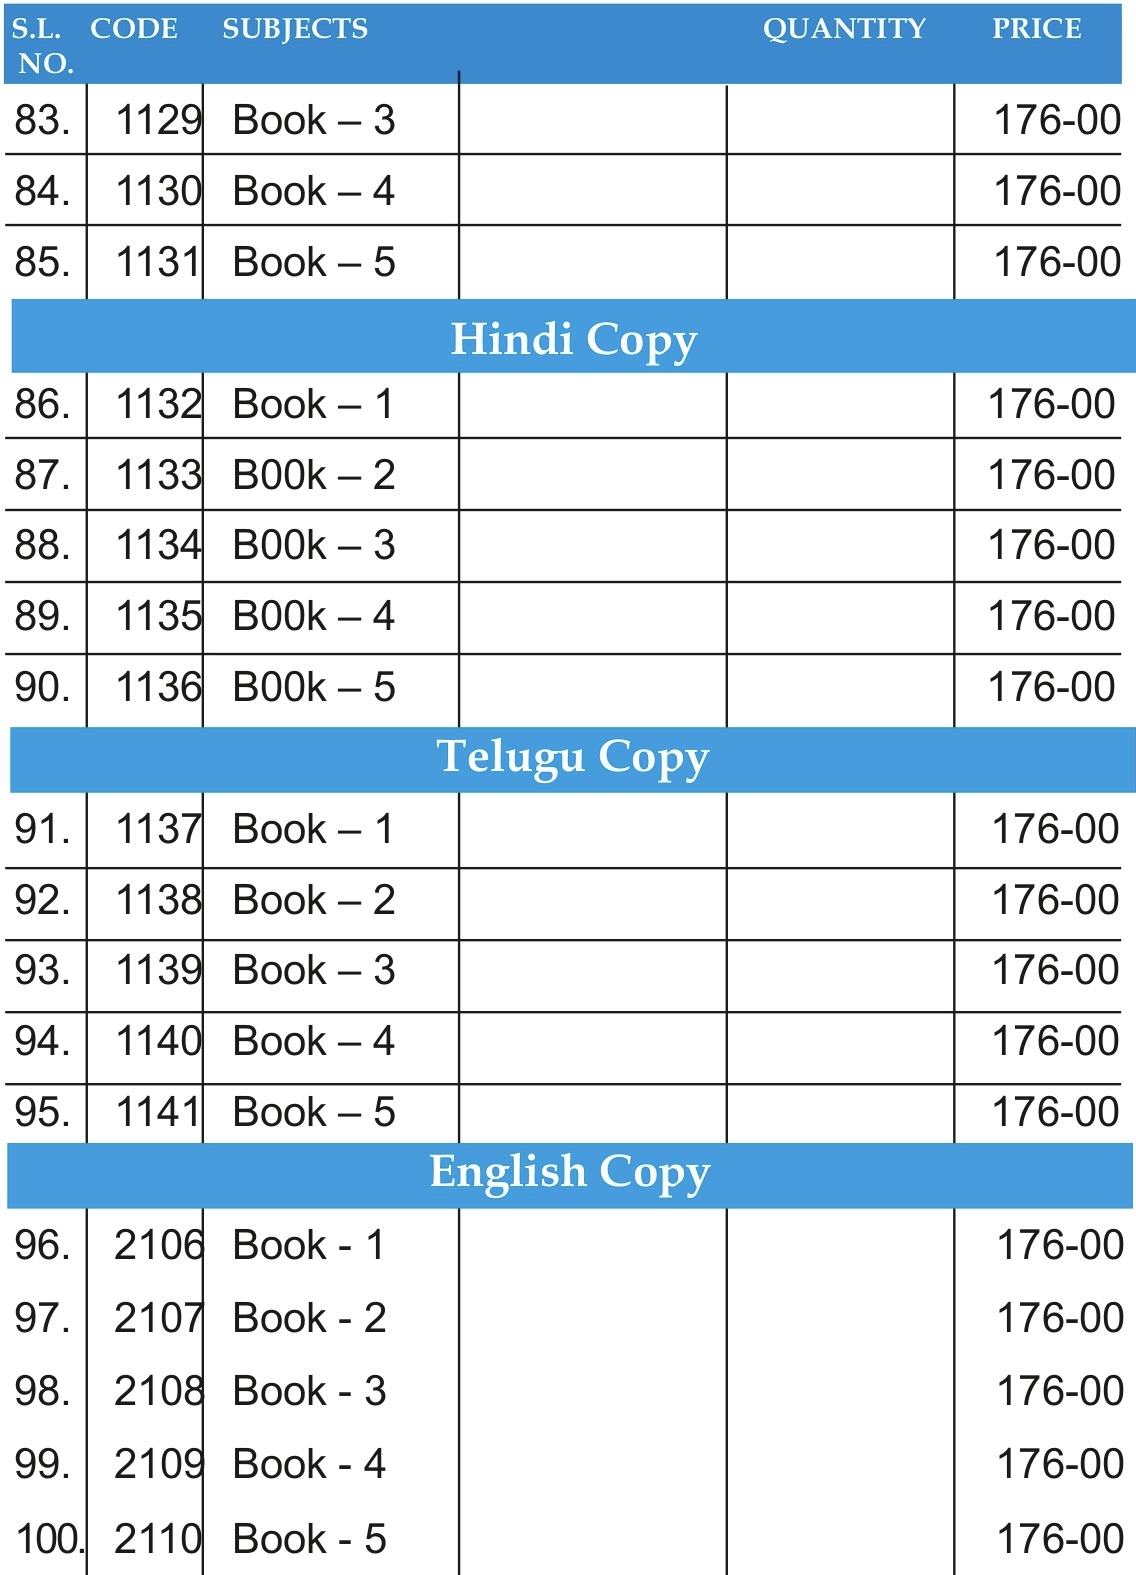 S.L. CODE SUBJECTS QUANTITY PRICE
NO.
83. 1129 Book – 3 176-00
84. 1130 Book – 4 176-00
85. 1131 Book – 5 176-00
Hindi Copy
86. 1132 Book – 1 176-00
87. 1133 B00k – 2 176-00
88. 1134 B00k – 3 176-00
89. 1135 B00k – 4 176-00
90. 1136 B00k – 5 176-00
Telugu Copy
91. 1137 Book – 1 176-00
92. 1138 Book – 2 176-00
93. 1139 Book – 3 176-00
94. 1140 Book – 4 176-00
95. 1141 Book – 5 176-00
English Copy
96. 2106 Book - 1 176-00
97. 2107 Book - 2 176-00
98. 2108 Book - 3 176-00
99. 2109 Book - 4 176-00
100. 2110 Book - 5 176-00